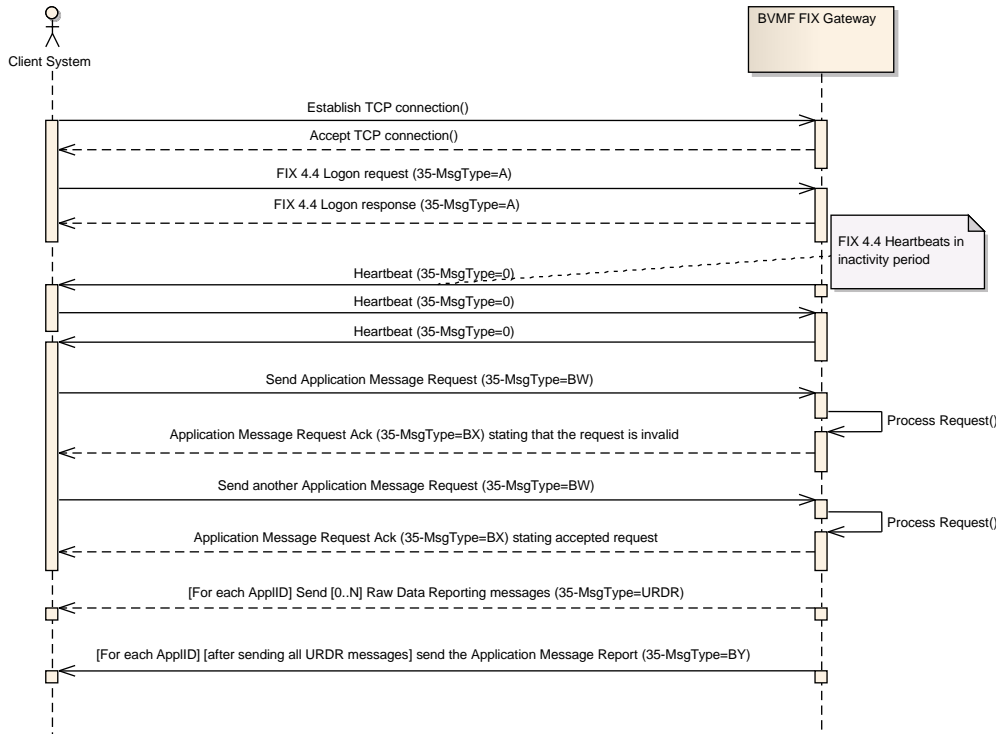 BVMF FIX Gateway
Client System
Establish TCP connection()
Accept TCP connection()
FIX 4.4 Logon request (35-MsgType=A)
FIX 4.4 Logon response (35-MsgType=A)
FIX 4.4 Heartbeats in
inactivity period
Heartbeat (35-MsgType=0)
Heartbeat (35-MsgType=0)
Heartbeat (35-MsgType=0)
Send Application Message Request (35-MsgType=BW)
Process Request()
Application Message Request Ack (35-MsgType=BX) stating that the request is invalid
Send another Application Message Request (35-MsgType=BW)
Process Request()
Application Message Request Ack (35-MsgType=BX) stating accepted request
[For each ApplID] Send [0..N] Raw Data Reporting messages (35-MsgType=URDR)
[For each ApplID] [after sending all URDR messages] send the Application Message Report (35-MsgType=BY)